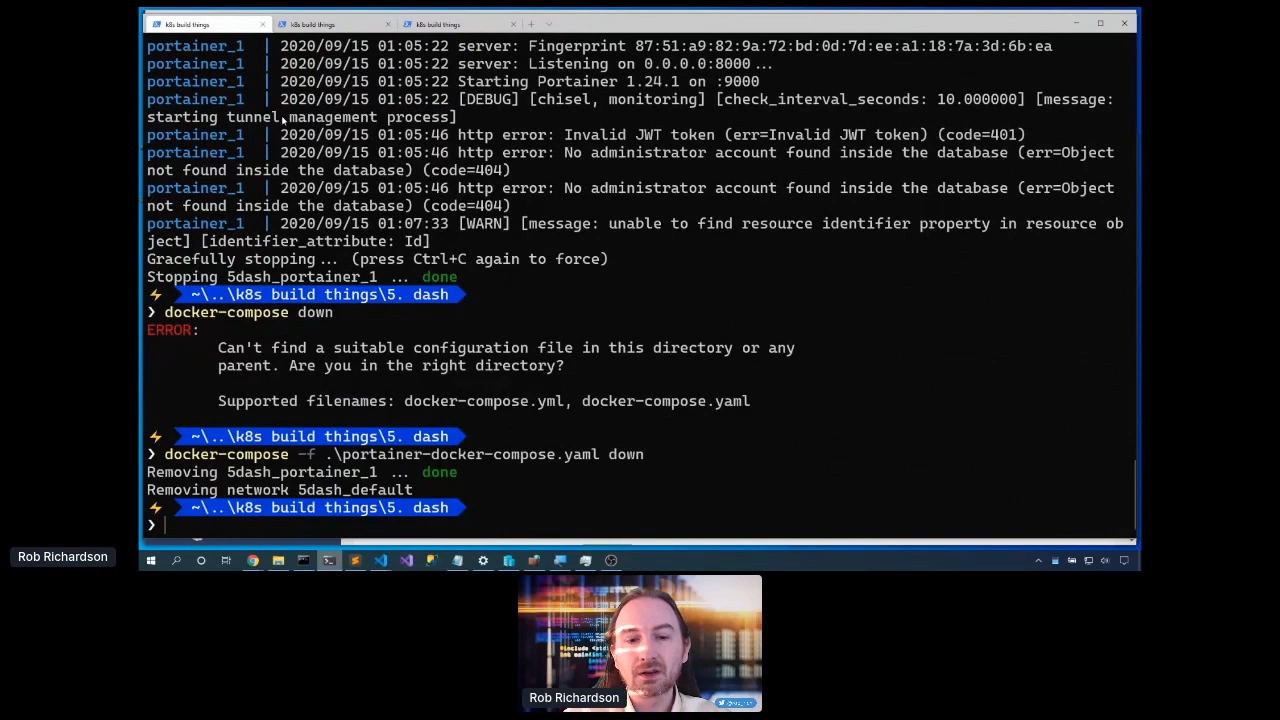 k8s build things
k8s build things
k8s build things
portainer_1 | 2020/09/15 01:05:22 server: Fingerprint 87:51:a9:82:9a:72:bd:0d:7d:ee:a1:18:7a:3d:6b:ea
portainer_1 | 2020/09/15 01:05:22 server: Listening on 0.0.0.0:8000...
portainer_1 | 2020/09/15 01:05:22 Starting Portainer 1.24.1 on :9000
portainer_1 | 2020/09/15 01:05:22 [DEBUG] [chisel, monitoring] [check_interval_seconds: 10.000000] [message:
starting tunnel management process]
portainer_1 | 2020/09/15 01:05:46 http error: Invalid JWT token (err=Invalid JWT token) (code=401)
portainer_1 | 2020/09/15 01:05:46 http error: No administrator account found inside the database (err=Object
not found inside the database) (code=404)
portainer_1 | 2020/09/15 01:05:46 http error: No administrator account found inside the database (err=Object
not found inside the database) (code=404)
portainer_1 | 2020/09/15 01:07:33 [WARN] [message: unable to find resource identifier property in resource ob
ject] [identifier_attribute: Id]
Gracefully stopping... (press Ctrl+C again to force)
Stopping 5dash_portainer_1 ... done
~\..\k8s build things\5. dash
❯ docker-compose down
ERROR:
Can't find a suitable configuration file in this directory or any
parent. Are you in the right directory?
Supported filenames: docker-compose.yml, docker-compose.yaml
~\..\k8s build things\5. dash
❯ docker-compose -f .\portainer-docker-compose.yaml down
Removing 5dash_portainer_1 ... done
Removing network 5dash_default
~\..\k8s build things\5. dash
❯
Rob Richardson
#include <st
int main
Rob Richardson